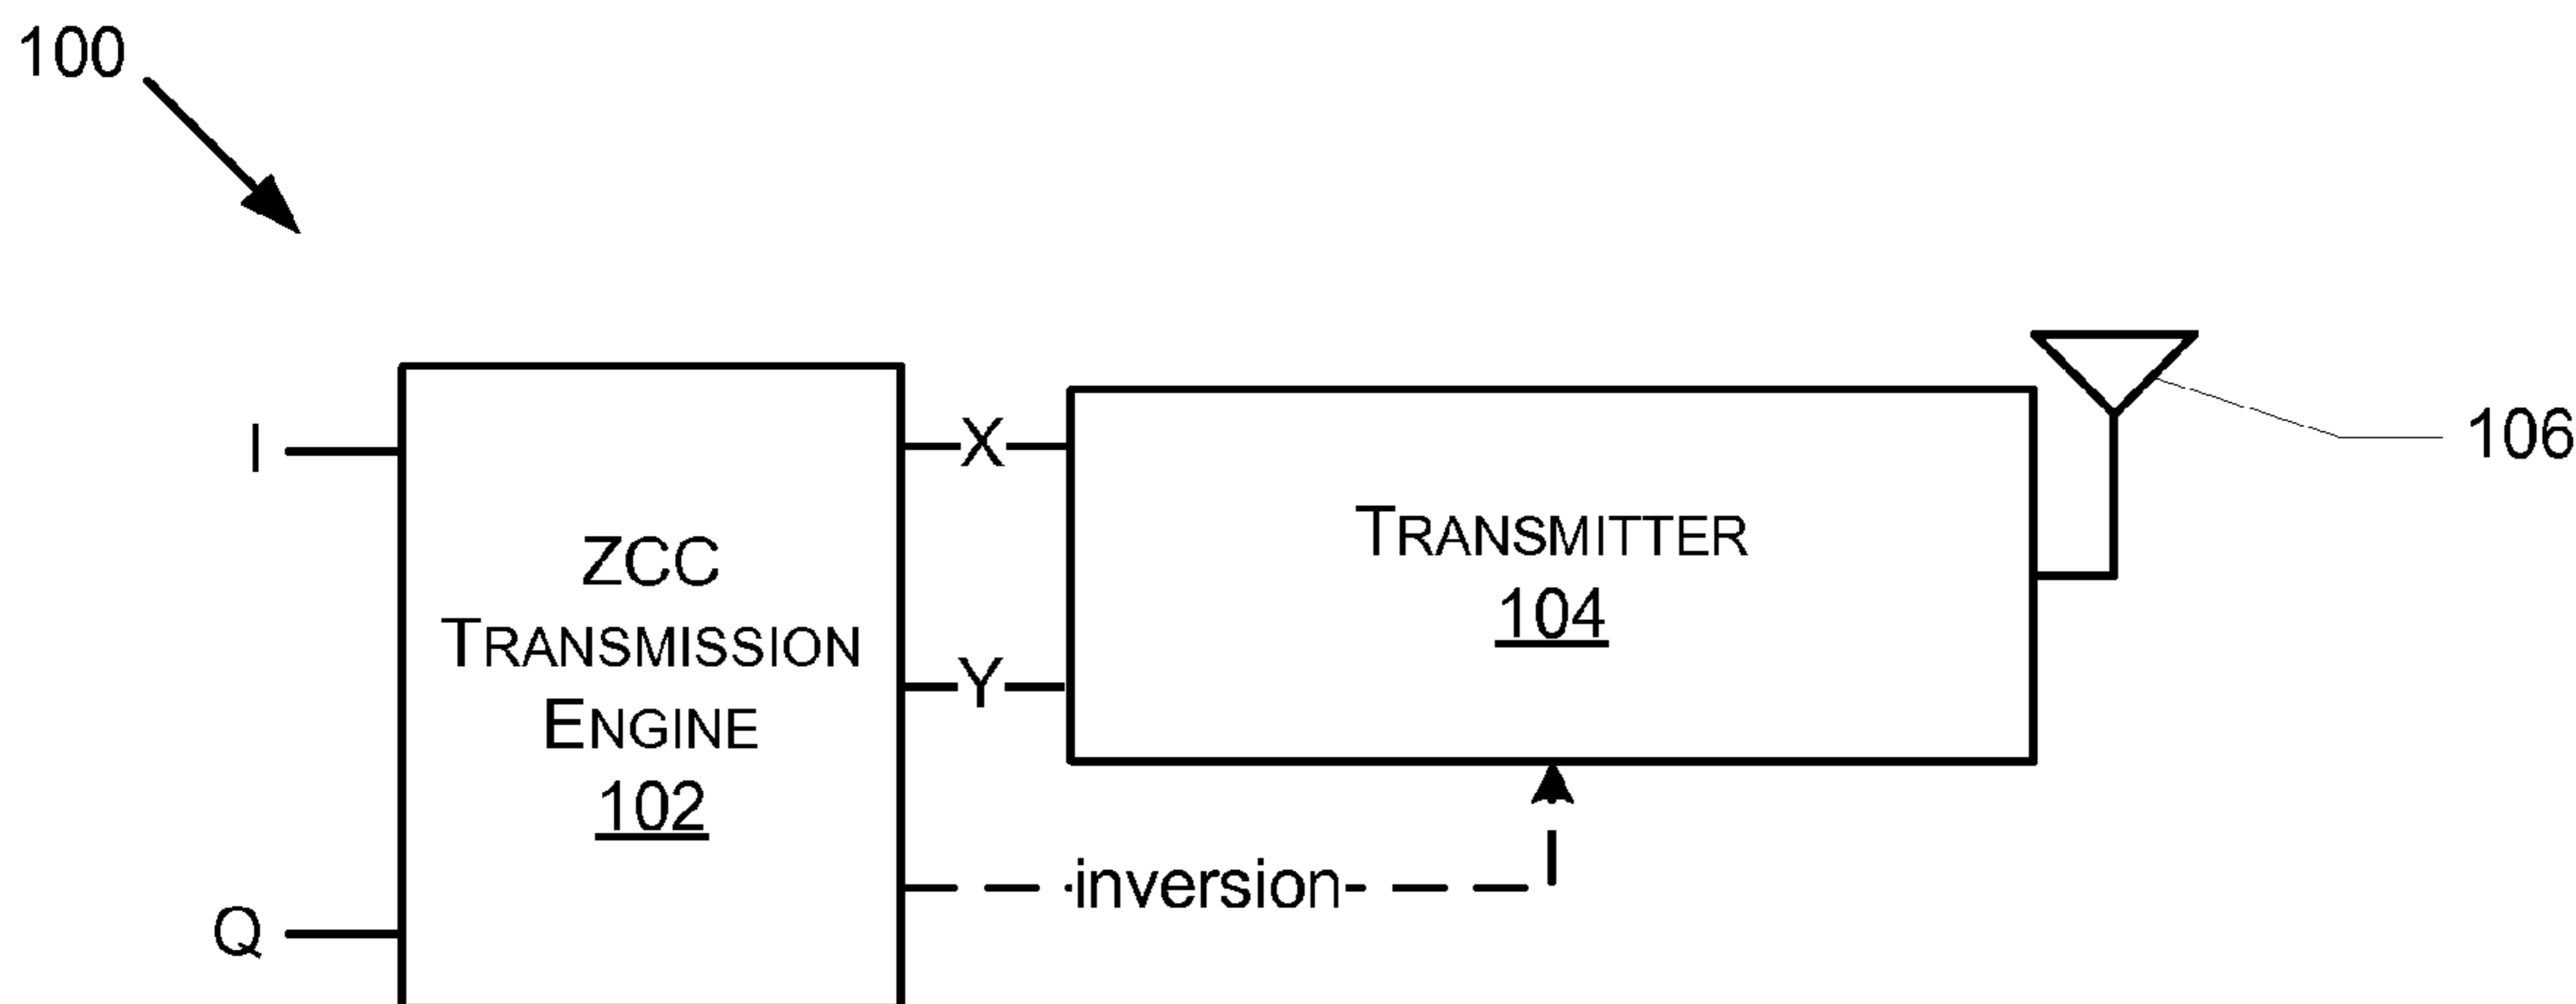 100
I
Q
ZCC
TRANSMISSION
ENGINE
102
X
Y
inversion
TRANSMITTER
104
106